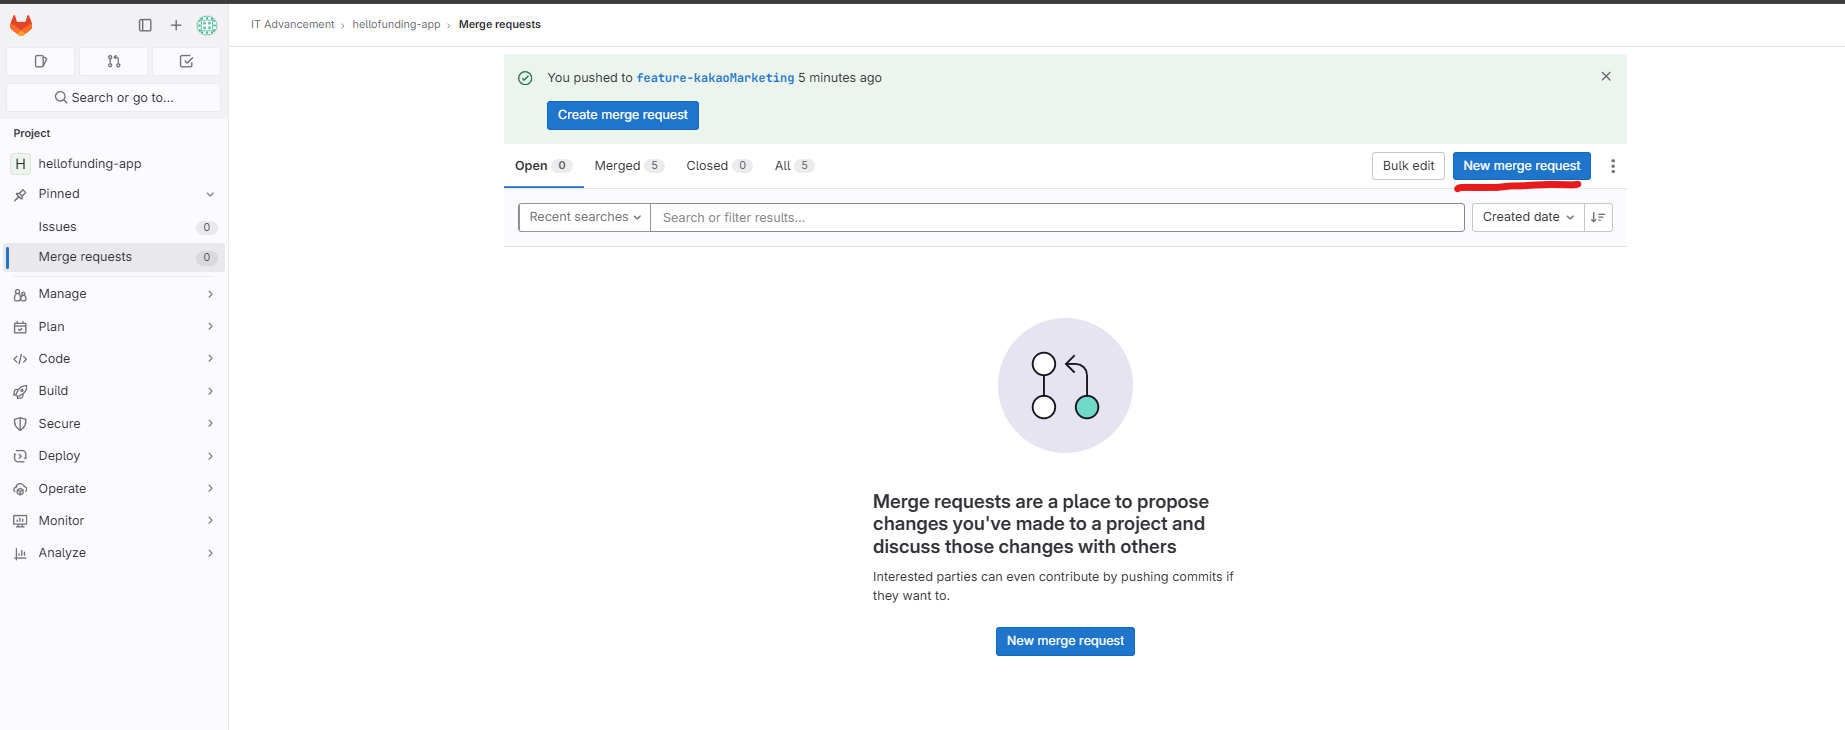 IT Advancement › hellofunding-app › Merge requests
Search or go to...
Project
H hellofunding-app
Pinned
Issues 0
Merge requests 0
Manage
Plan
Code
Build
Secure
Deploy
Operate
Monitor
Analyze
You pushed to feature-kakaoMarketing 5 minutes ago
Create merge request
Open 0 Merged 5 Closed 0 All 5 Bulk edit New merge request
Recent searches Search or filter results... Created date
Merge requests are a place to propose
changes you've made to a project and
discuss those changes with others
Interested parties can even contribute by pushing commits if
they want to.
New merge request